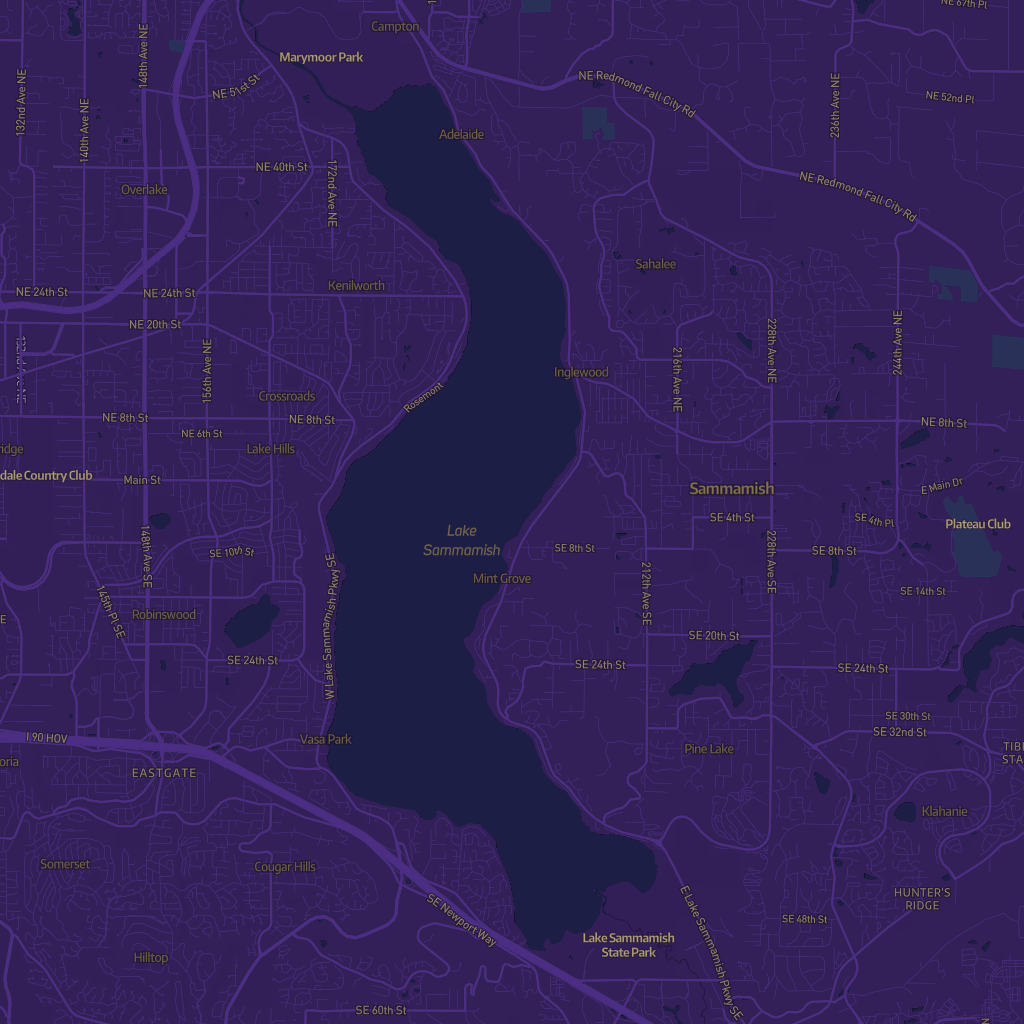 NE 67th Pl
Campton
Marymoor Park
148th Ave NE
NE 51st St
NE Redmond Fall City Rd
132nd Ave NE
236th Ave NE
NE 52nd Pl
140th Ave NE
Adelaide
NE 40th St
172nd Ave NE
Overlake
NE Redmond Fall City Rd
Sahalee
Kenilworth
NE 24th St
NE 24th St
NE 20th St
156th Ave NE
228th Ave NE
244th Ave NE
216th Ave NE
Inglewood
Crossroads
Rosemont
NE 8th St
NE 8th St
NE 8th St
NE 6th St
Lake Hills
idge
dale Country Club
Main St
Sammamish
E Main Dr
SE 4th St
SE 4th Pl
Plateau Club
Lake
Sammamish
148th Ave SE
SE 10th St
SE 8th St
SE 8th St
228th Ave SE
Mint Grove
212th Ave SE
SE 14th St
145th Pl SE
Robinswood
W Lake Sammamish Pkwy SE
E
SE 20th St
SE 24th St
SE 24th St
SE 24th St
SE 30th St
SE 32nd St
I 90 HOV
Vasa Park
Pine Lake
TIB
STA
oria
EASTGATE
Klahanie
Somerset
Cougar Hills
HUNTER'S
RIDGE
SE Newport Way
E Lake Sammamish Pkwy SE
SE 48th St
Lake Sammamish
State Park
Hilltop
SE 60th St